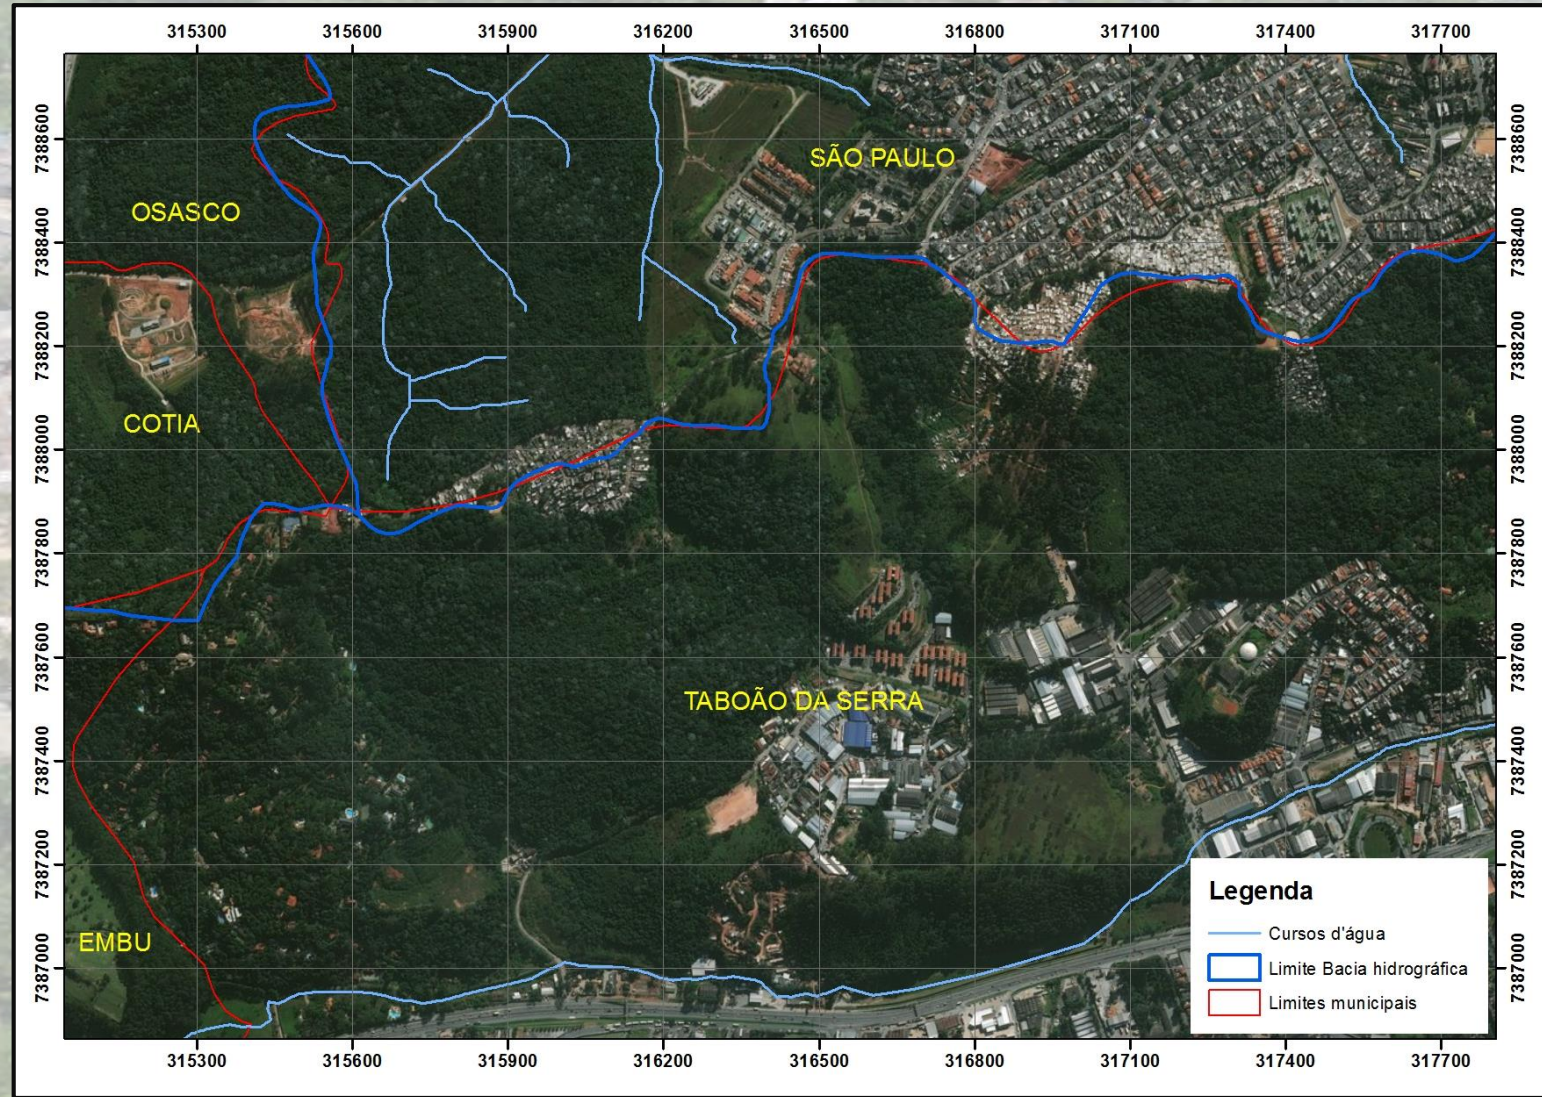 315300 315600 315900 316200 316500 316800 317100 317400 317700
7388600 7388600
SÃO PAULO
OSASCO
7388400 7388400
7388200 7388200
COTIA
7388000 7388000
7387800 7387800
7387600 7387600
TABOÃO DA SERRA
7387400 7387400
7387200 7387200
Legenda
Cursos d'água
EMBU
Limite Bacia hidrográfica
7387000 7387000
Limites municipais
315300 315600 315900 316200 316500 316800 317100 317400 317700